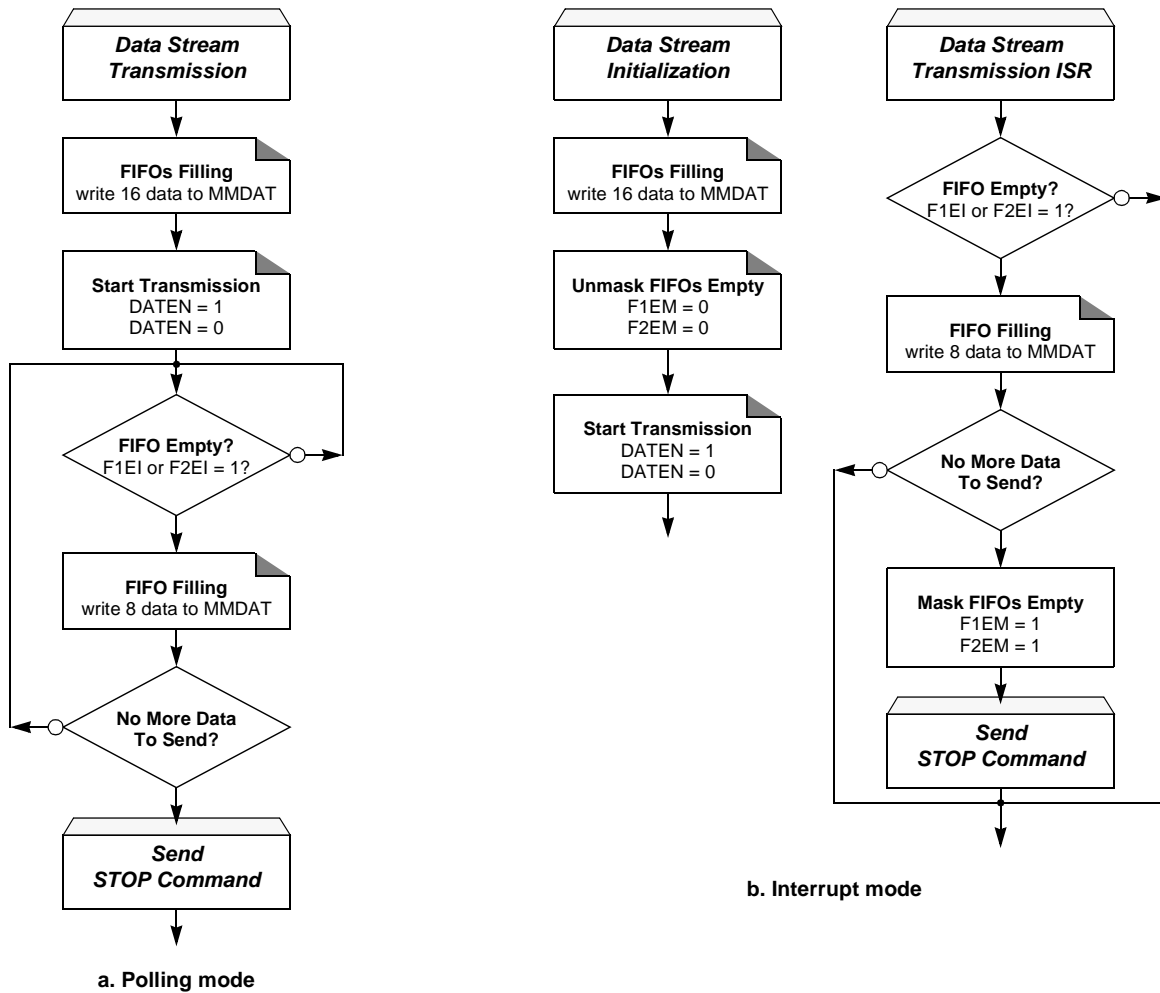 Data Stream
Transmission
FIFOs Filling
write 16 data to MMDAT
Start Transmission
DATEN = 1
DATEN = 0
FIFO Empty?
F1EI or F2EI = 1?
FIFO Filling
write 8 data to MMDAT
No More Data
To Send?
Send
STOP Command
a. Polling mode
Data Stream
Initialization
FIFOs Filling
write 16 data to MMDAT
Unmask FIFOs Empty
F1EM = 0
F2EM = 0
Start Transmission
DATEN = 1
DATEN = 0
Data Stream
Transmission ISR
FIFO Empty?
F1EI or F2EI = 1?
FIFO Filling
write 8 data to MMDAT
No More Data
To Send?
Mask FIFOs Empty
F1EM = 1
F2EM = 1
Send
STOP Command
b. Interrupt mode